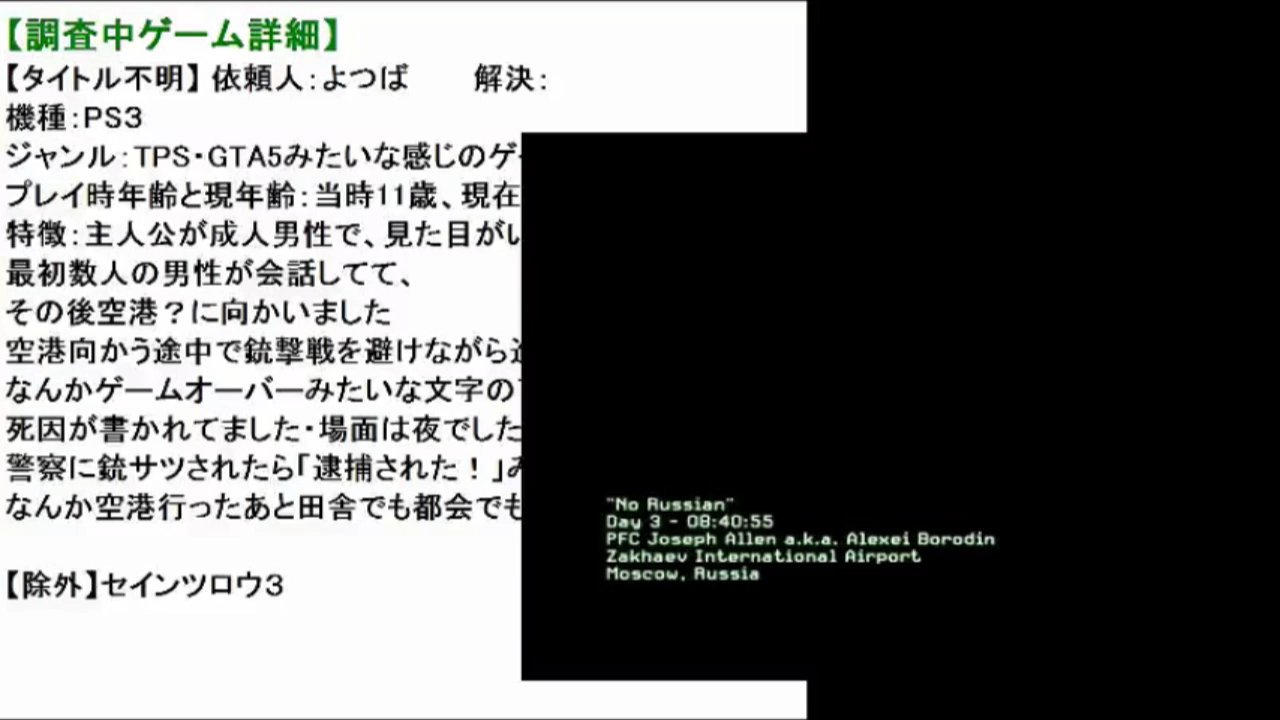 【調査中ゲーム詳細】
【タイトル不明】 依頼人：よつば 解決：
機種：PS3
ジャンル：TPS・GTA5みたいな感じのゲ
プレイ時年齢と現年齢：当時11歳、現在
特徴：主人公が成人男性で、見た目がい
最初数人の男性が会話してて、
その後空港？に向かいました
空港向かう途中で銃撃戦を避けながら
なんかゲームオーバーみたいな文字の
死因が書かれてました・場面は夜でした
警察に銃サツされたら「逮捕された！」み
なんか空港行ったあと田舎でも都会でも
【除外】セインツロウ3
"No Russian"
Day 3 - 08:40:55
PFC Joseph Allen a.k.a. Alexei Borodin
Zakhaev International Airport
Moscow, Russia